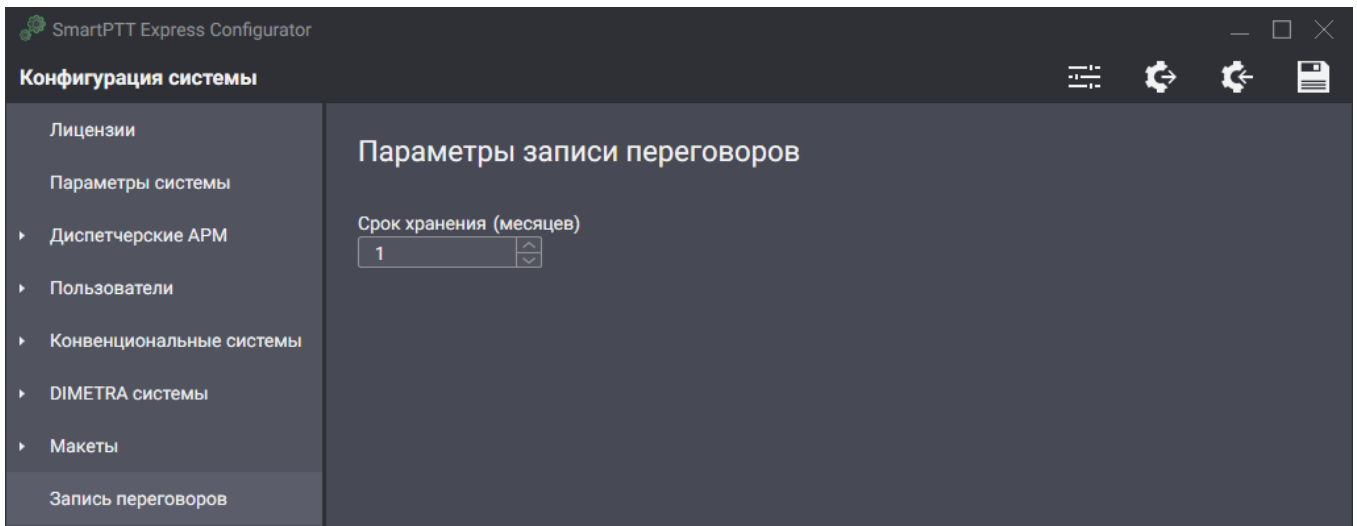 SmartPTT Express Configurator
Конфигурация системы
Лицензии
Параметры системы
Диспетчерские АРМ
Пользователи
Конвенциональные системы
DIMETRA системы
Макеты
Запись переговоров
Параметры записи переговоров
Срок хранения (месяцев)
1